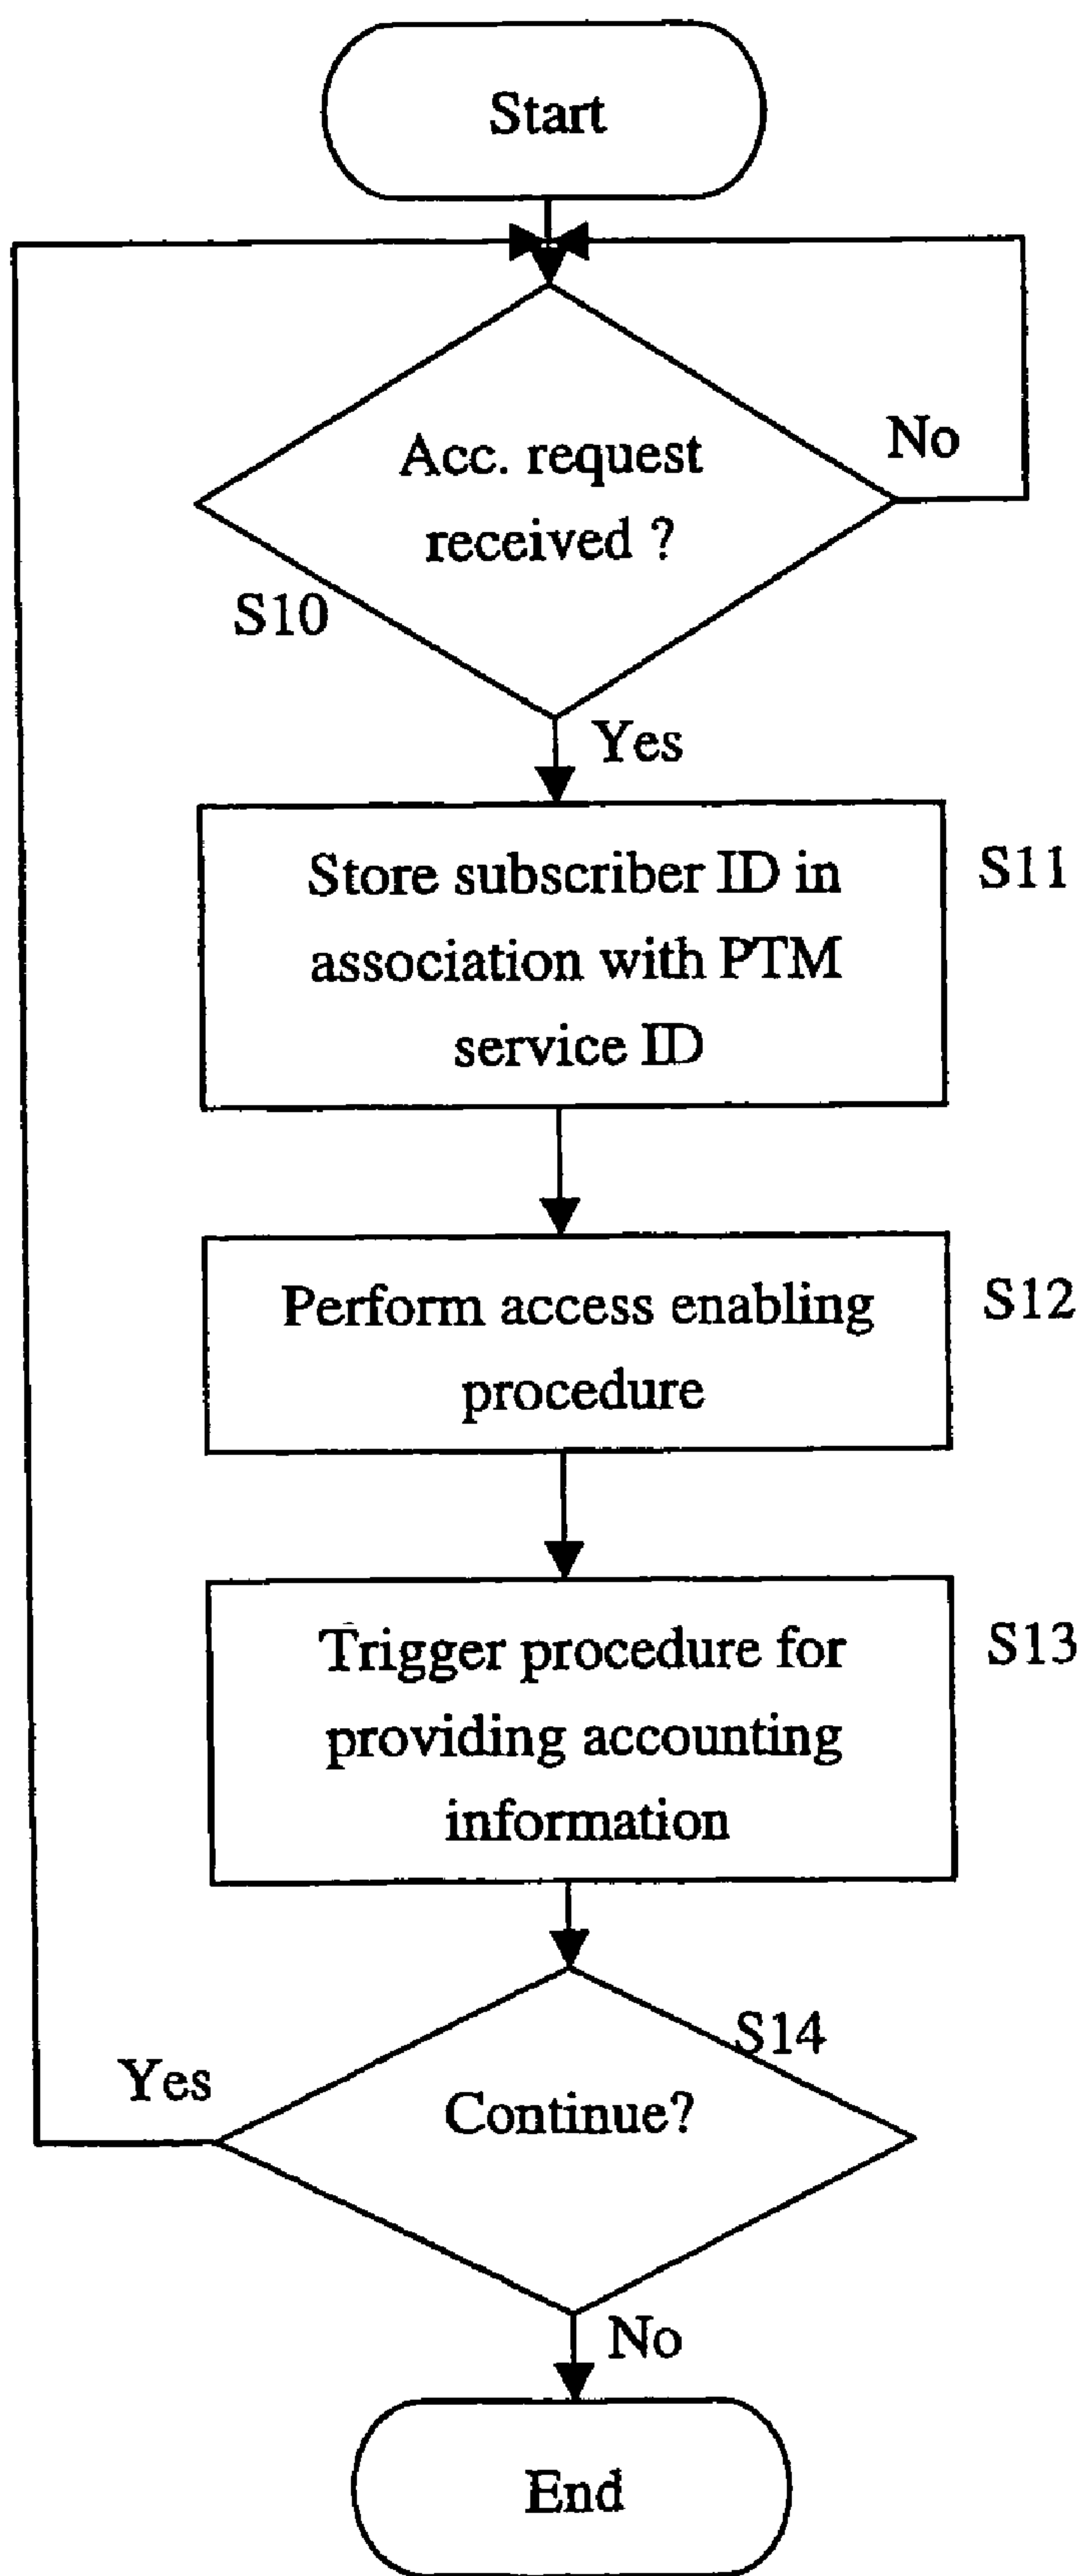 Start
Acc. request
received ?
No
S10
Yes
Store subscriber ID in
association with PTM
service ID
S11
Perform access enabling
procedure
S12
Trigger procedure for
providing accounting
information
S13
S14
Yes
Continue?
No
End